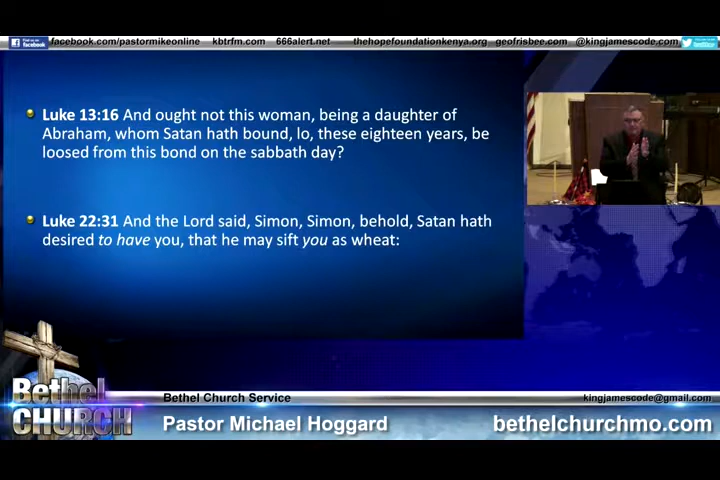 Find us on facebook facebook.com/pastormikeonline kbtrfm.com 666alert.net thehopefoundationkenya.org geofrisbee.com @kingjamescode.com
Luke 13:16 And ought not this woman, being a daughter of
Abraham, whom Satan hath bound, lo, these eighteen years, be
loosed from this bond on the sabbath day?
Luke 22:31 And the Lord said, Simon, Simon, behold, Satan hath
desired to have you, that he may sift you as wheat:
Bethel
CHURCH
Bethel Church Service kingjamescode@gmail.com
Pastor Michael Hoggard bethelchurchmo.com